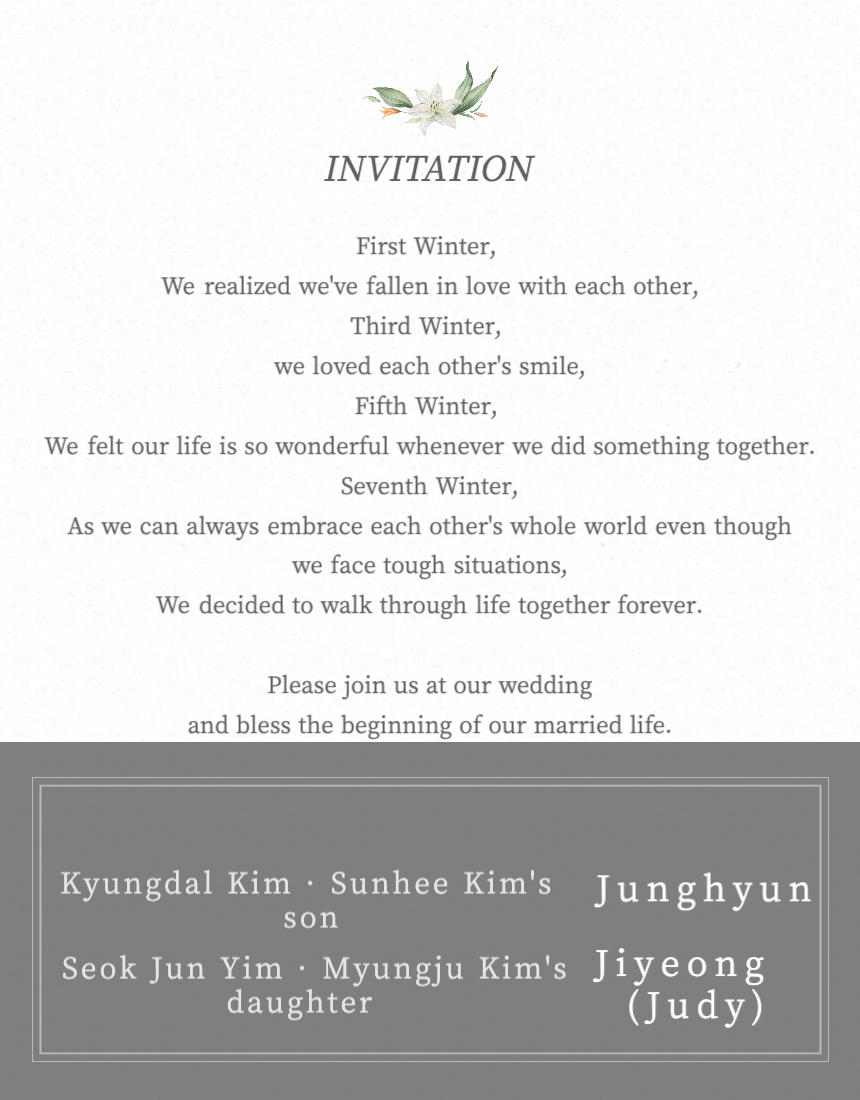 INVITATION
First Winter,
We realized we've fallen in love with each other,
Third Winter,
we loved each other's smile,
Fifth Winter,
We felt our life is so wonderful whenever we did something together.
Seventh Winter,
As we can always embrace each other's whole world even though
we face tough situations,
We decided to walk through life together forever.
Please join us at our wedding
and bless the beginning of our married life.
Kyungdal Kim · Sunhee Kim's
son
Junghyun
Seok Jun Yim · Myungju Kim's
daughter
Jiyeong
(Judy)